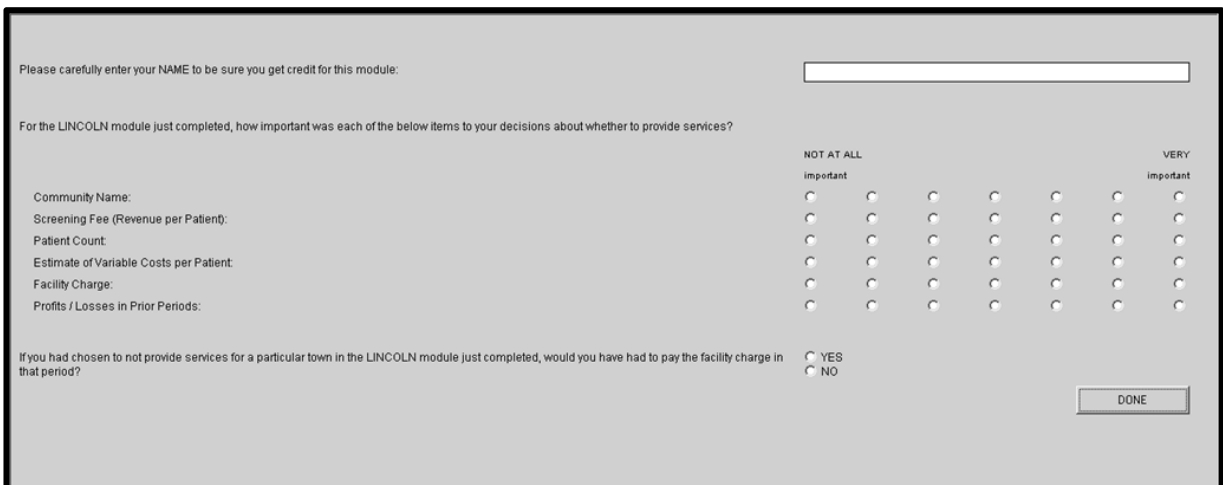 Please carefully enter your NAME to be sure you get credit for this module:
For the LINCOLN module just completed, how important was each of the below items to your decisions about whether to provide services?
NOT AT ALL VERY
important important
Community Name:
Screening Fee (Revenue per Patient):
Patient Count:
Estimate of Variable Costs per Patient:
Facility Charge:
Profits / Losses in Prior Periods:
If you had chosen to not provide services for a particular town in the LINCOLN module just completed, would you have had to pay the facility charge in
that period?
YES
NO
DONE